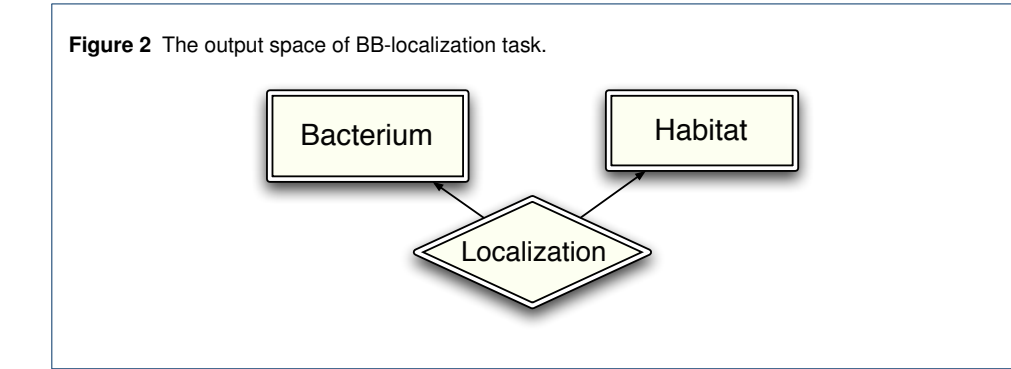 Figure 2 The output space of BB-localization task.
Bacterium
Habitat
Localization